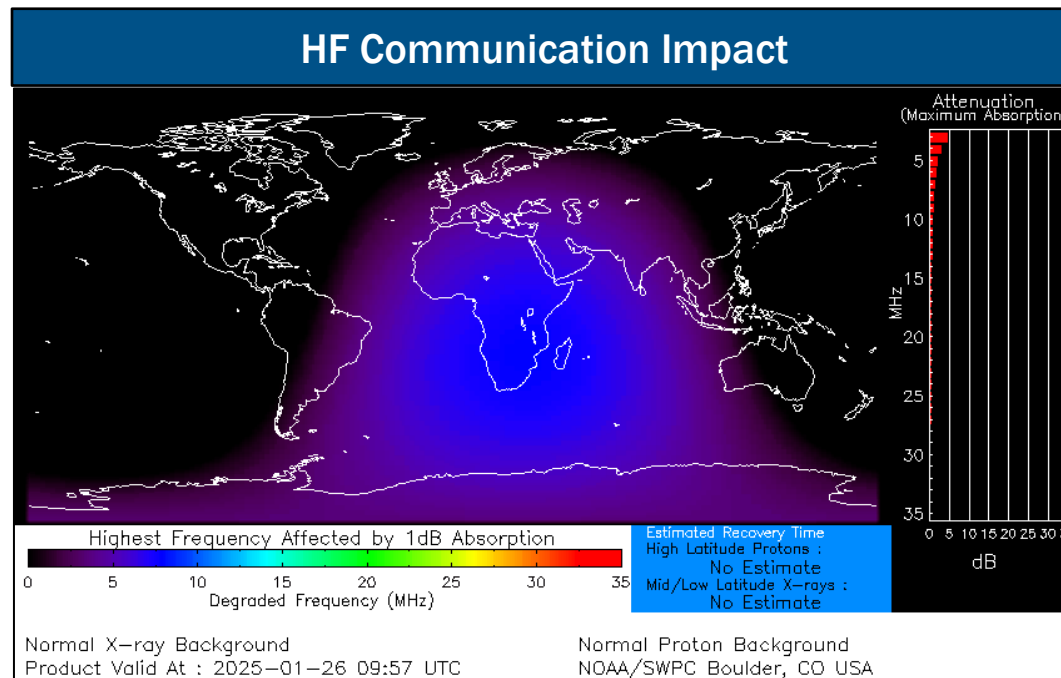 HF Communication Impact
Attenuation
(Maximum Absorption
5
10
15
20
25
30
35
MHz
0 5 10 15 20 25 30
dB
Highest Frequency Affected by 1dB Absorption
0 5 10 15 20 25 30 35
Degraded Frequency (MHz)
Estimated Recovery Time
High Latitude Protons :
No Estimate
Mid/Low Latitude X-rays :
No Estimate
Normal X-ray Background
Product Valid At : 2025-01-26 09:57 UTC
Normal Proton Background
NOAA/SWPC Boulder, CO USA